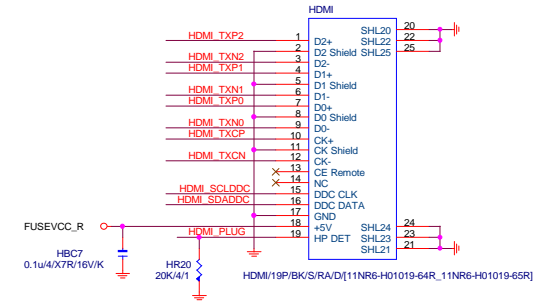 HDMI
HDMI_TXP2 1 D2+ SHL20 20
2 D2 Shield SHL22 22
HDMI_TXN2 3 D2- SHL25 25
HDMI_TXP1 4 D1+
5 D1 Shield
HDMI_TXN1 6 D1-
HDMI_TXP0 7 D0+
8 D0 Shield
HDMI_TXN0 9 D0-
HDMI_TXCP 10 CK+
11 CK Shield
HDMI_TXCN 12 CK-
13 CE Remote
14 NC
HDMI_SCLDDC 15 DDC CLK
HDMI_SDADDC 16 DDC DATA
17 GND
FUSEVCC_R 18 +5V SHL24 24
HDMI_PLUG 19 HP DET SHL23 23
SHL21 21
HBC7
0.1u/4/X7R/16V/K
HR20
20K/4/1
HDMI/19P/BK/S/RA/D/[11NR6-H01019-64R_11NR6-H01019-65R]